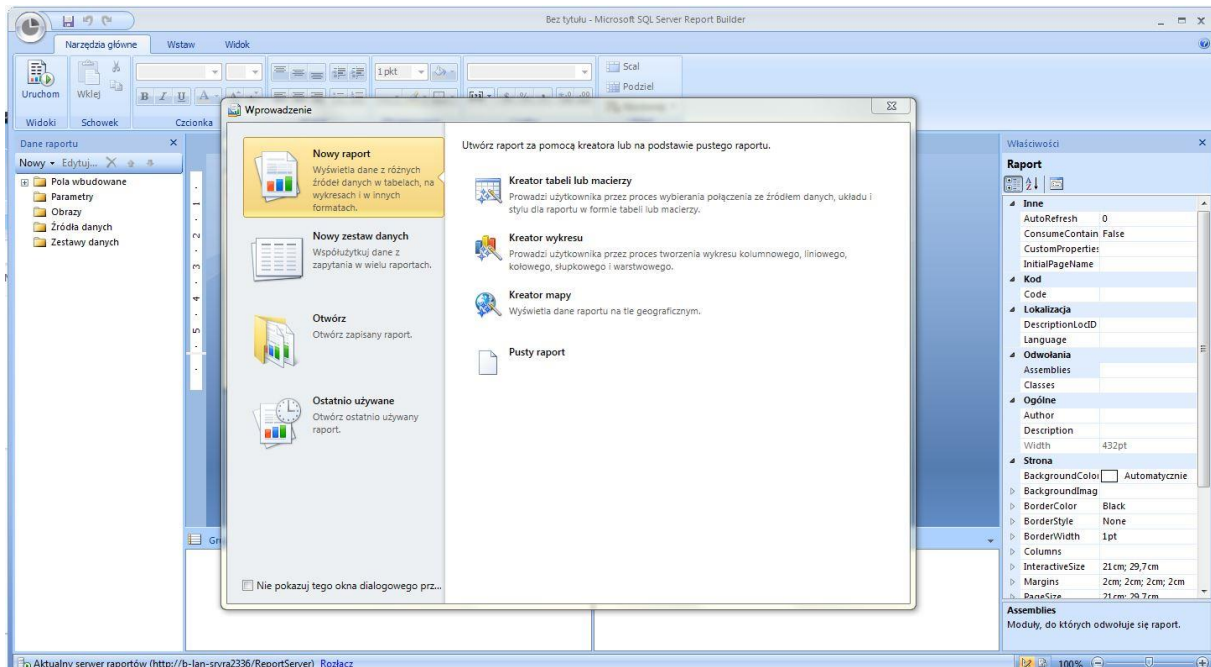 Bez tytułu - Microsoft SQL Server Report Builder
Narzędzia główne Wstaw Widok
Uruchom
Wklej
B I U A
1 pkt
Scal
Podziel
Widoki Schowek Czcionka
Dane raportu
Nowy Edytuj...
Pola wbudowane
Parametry
Obrazy
Źródła danych
Zestawy danych
Wprowadzenie
Nowy raport
Wyświetla dane z różnych
źródeł danych w tabelach, na
wykresach i w innych
formatach.
Nowy zestaw danych
Współużytkuj dane z
zapytania w wielu raportach.
Otwórz
Otwórz zapisany raport.
Ostatnio używane
Otwórz ostatnio używany
raport.
Nie pokazuj tego okna dialogowego prz...
Utwórz raport za pomocą kreatora lub na podstawie pustego raportu.
Kreator tabeli lub macierzy
Prowadzi użytkownika przez proces wybierania połączenia ze źródłem danych, układu i
stylu dla raportu w formie tabeli lub macierzy.
Kreator wykresu
Prowadzi użytkownika przez proces tworzenia wykresu kolumnowego, liniowego,
kołowego, słupkowego i warstwowego.
Kreator mapy
Wyświetla dane raportu na tle geograficznym.
Pusty raport
1
2
3
4
5
Właściwości
Raport
Inne
AutoRefresh 0
ConsumeContain False
CustomProperties
InitialPageName
Kod
Code
Lokalizacja
DescriptionLocID
Language
Odwołania
Assemblies
Classes
Ogólne
Author
Description
Width 432pt
Strona
BackgroundColor Automatycznie
BackgroundImag
BorderColor Black
BorderStyle None
BorderWidth 1pt
Columns
InteractiveSize 21cm; 29,7cm
Margins 2cm; 2cm; 2cm; 2cm
PageSize 21cm; 29,7cm
Assemblies
Moduły, do których odwołuje się raport.
Aktualny serwer raportów (http://b-lan-srvra2336/ReportServer) Rozłącz
100%